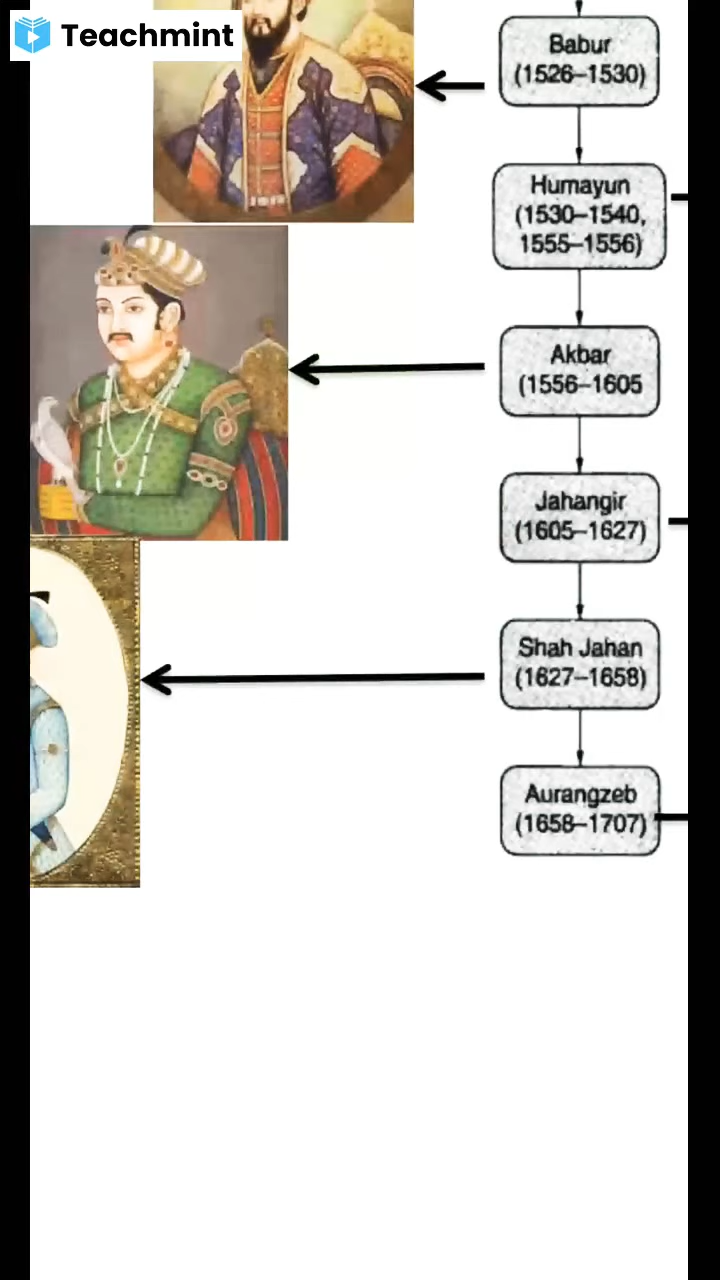 Teachmint
Babur
(1526–1530)
Humayun
(1530–1540,
1555–1556)
Akbar
(1556–1605
Jahangir
(1605–1627)
Shah Jahan
(1627–1658)
Aurangzeb
(1658–1707)